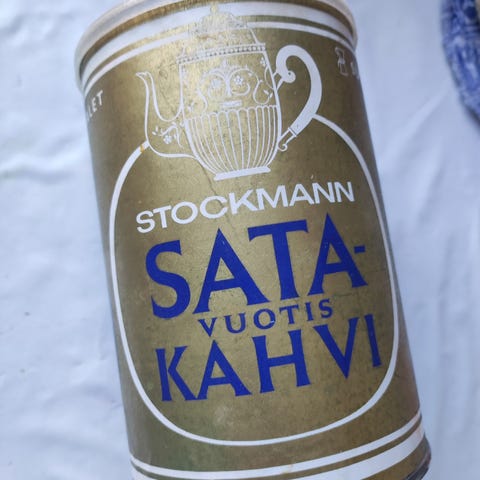 STOCKMANN
SATA-
VUOTIS
KAHVI